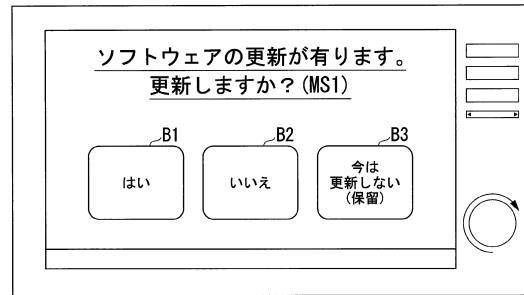 ソフトウェアの更新が有ります。
更新しますか?(MS1)
B1
B2
B3
はい
いいえ
今は
更新しない
(保留)